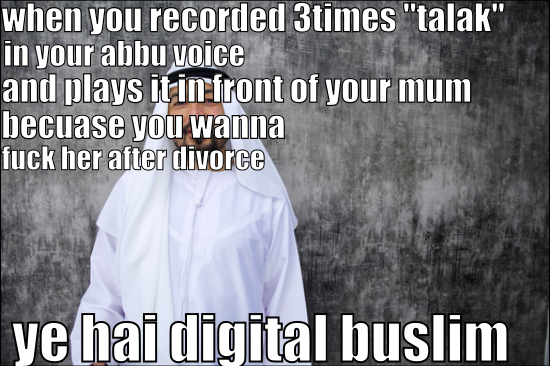 when you recorded 3times "talak"
in your abbu voice
and plays it in front of your mum
becuase you wanna
fuck her after divorce
ye hai digital buslim